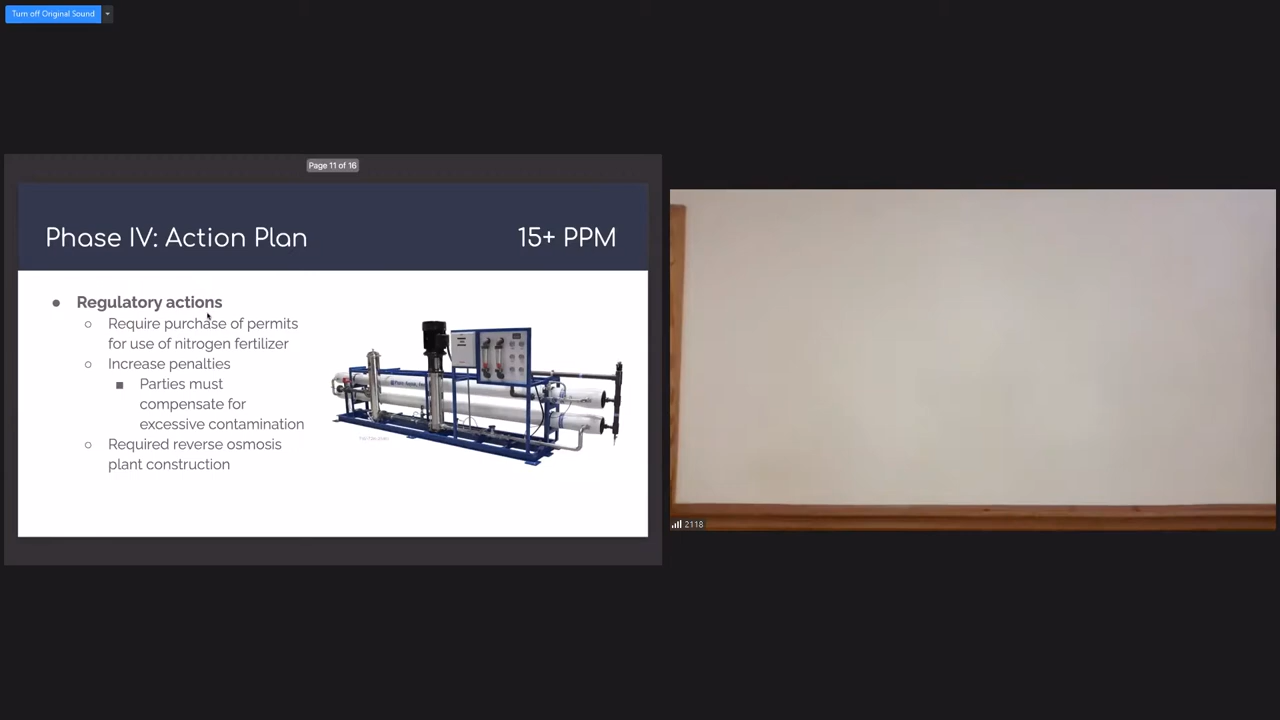 Turn off Original Sound
Page 11 of 16
Phase IV: Action Plan
15+ PPM
Regulatory actions
Require purchase of permits
for use of nitrogen fertilizer
Increase penalties
Parties must
compensate for
excessive contamination
Required reverse osmosis
plant construction
2118